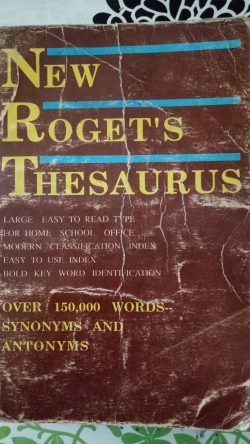 NEW
ROGET'S
THESAURUS
LARGE EASY TO READ TYPE
FOR HOME SCHOOL OFFICE
MODERN CLASSIFICATION INDEX
EASY TO USE INDEX
BOLD KEY WORD IDENTIFICATION
OVER 150,000 WORDS--
SYNONYMS AND
ANTONYMS